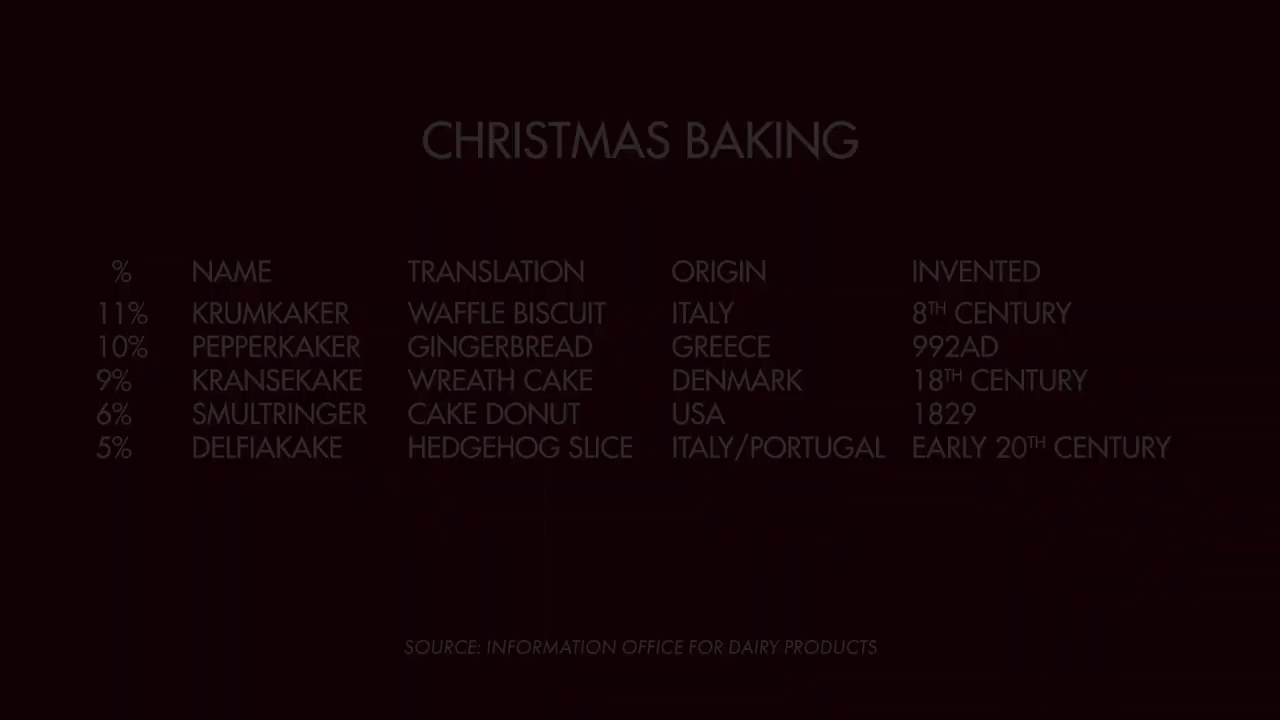 CHRISTMAS BAKING
% NAME TRANSLATION ORIGIN INVENTED
11% KRUMKAKER WAFFLE BISCUIT ITALY 8TH CENTURY
10% PEPPERKAKER GINGERBREAD GREECE 992AD
9% KRANSEKAKE WREATH CAKE DENMARK 18TH CENTURY
6% SMULTRINGER CAKE DONUT USA 1829
5% DELFIAKAKE HEDGEHOG SLICE ITALY/PORTUGAL EARLY 20TH CENTURY
SOURCE: INFORMATION OFFICE FOR DAIRY PRODUCTS